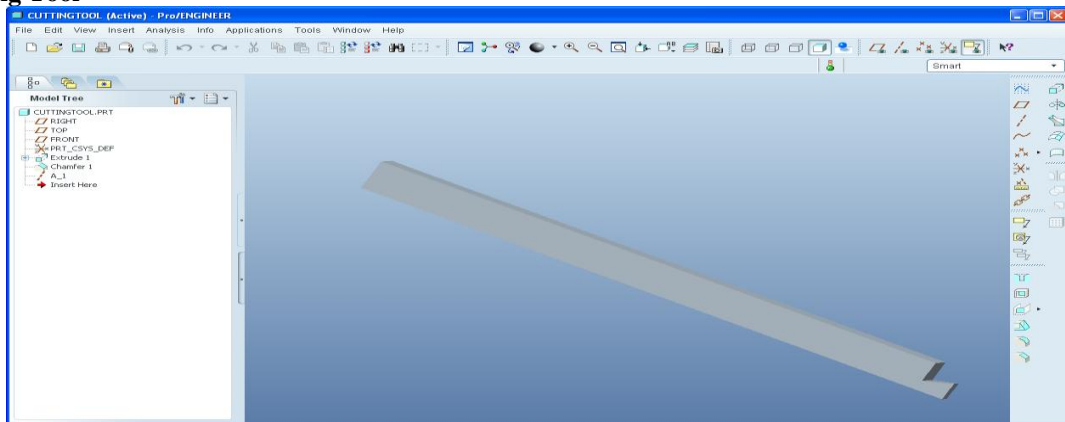 g Tool
CUTTINGTOOL (Active) - Pro/ENGINEER
File Edit View Insert Analysis Info Applications Tools Window Help
Smart
Model Tree
CUTTINGTOOL.PRT
RIGHT
TOP
FRONT
PRT_CSYS_DEF
Extrude 1
Chamfer 1
A_1
Insert Here